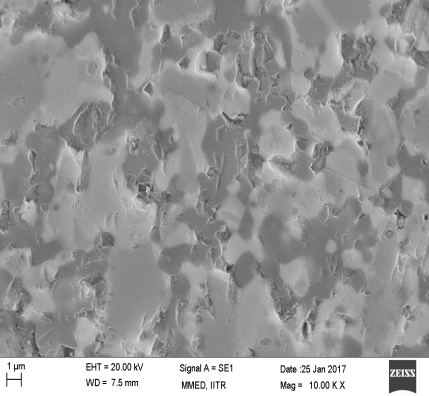 1 µm
EHT = 20.00 kV
Signal A = SE1
Date :25 Jan 2017
ZEISS
WD = 7.5 mm
MMED, IITR
Mag = 10.00 K X